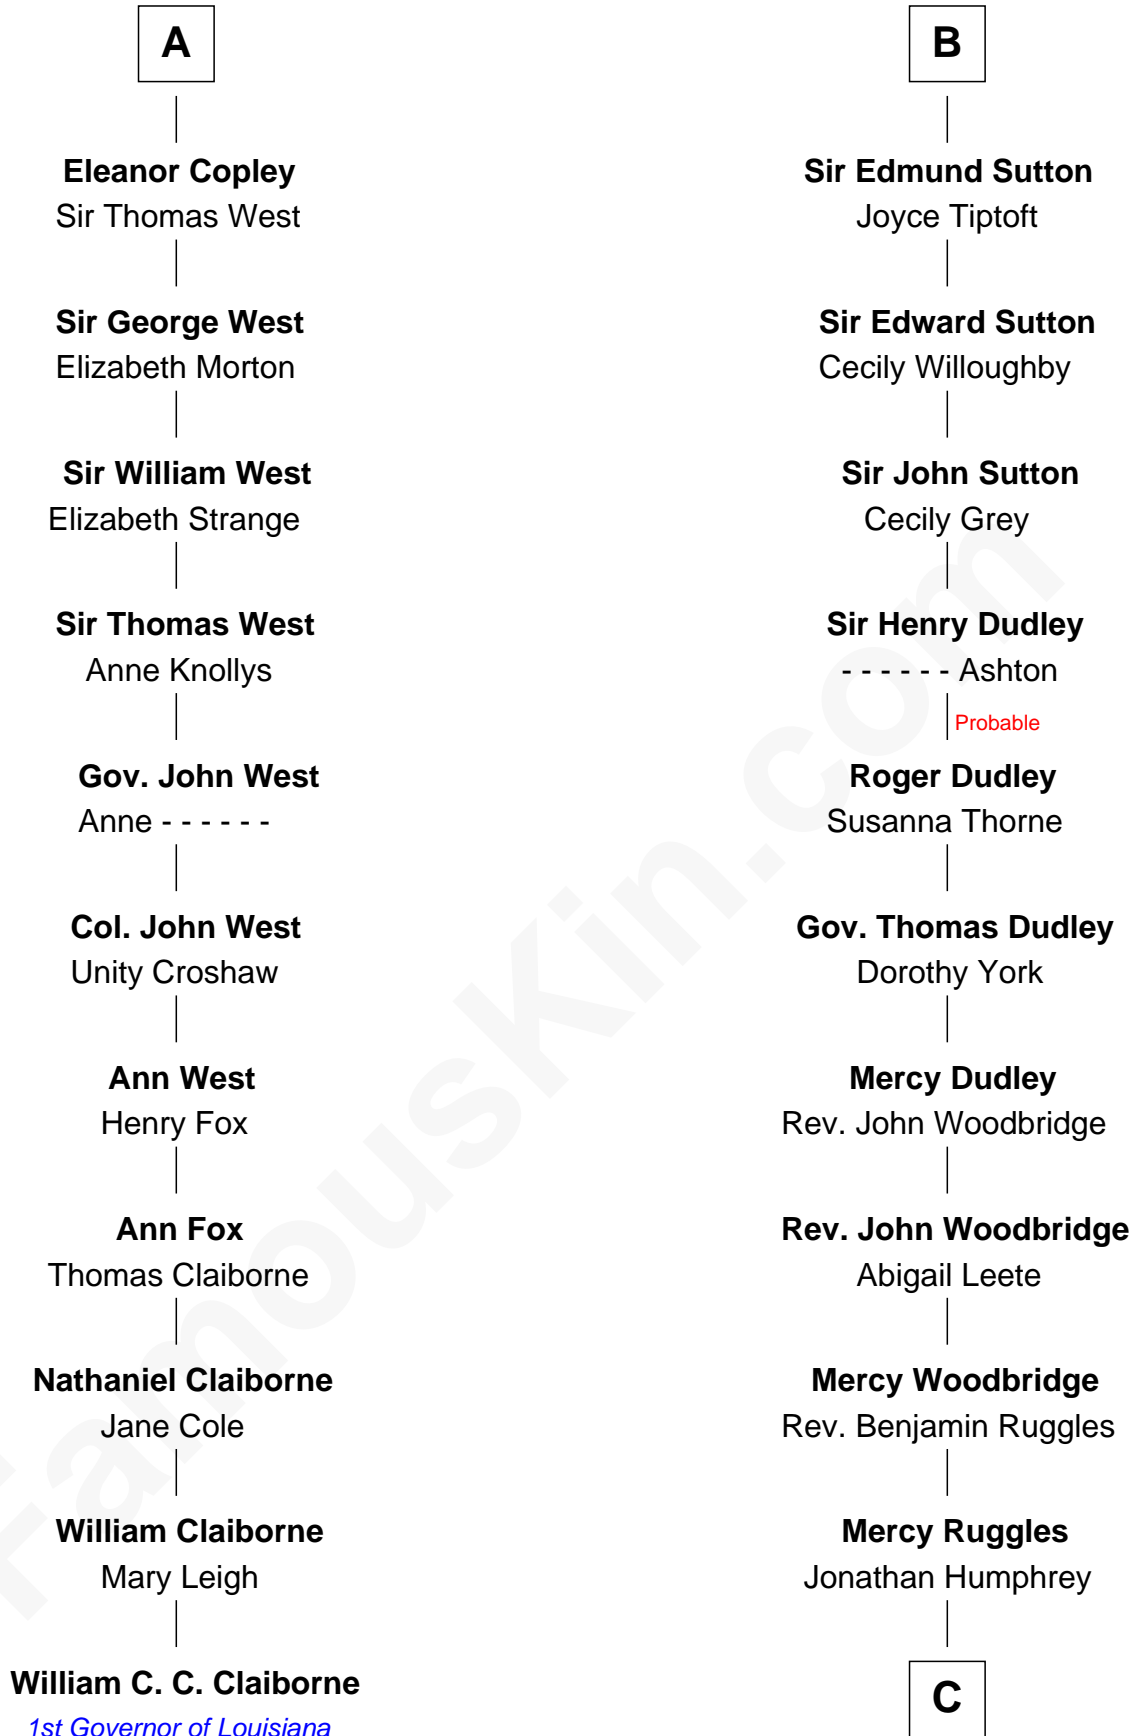 A
Eleanor Copley
Sir Thomas West
Sir George West
Elizabeth Morton
Sir William West
Elizabeth Strange
Sir Thomas West
Anne Knollys
Gov. John West
Anne - - - - - -
Col. John West
Unity Croshaw
Ann West
Henry Fox
Ann Fox
Thomas Claiborne
Nathaniel Claiborne
Jane Cole
William Claiborne
Mary Leigh
William C. C. Claiborne
1st Governor of Louisiana
B
Sir Edmund Sutton
Joyce Tiptoft
Sir Edward Sutton
Cecily Willoughby
Sir John Sutton
Cecily Grey
Sir Henry Dudley
- - - - - - Ashton
Probable
Roger Dudley
Susanna Thorne
Gov. Thomas Dudley
Dorothy York
Mercy Dudley
Rev. John Woodbridge
Rev. John Woodbridge
Abigail Leete
Mercy Woodbridge
Rev. Benjamin Ruggles
Mercy Ruggles
Jonathan Humphrey
C
FamousKin.com